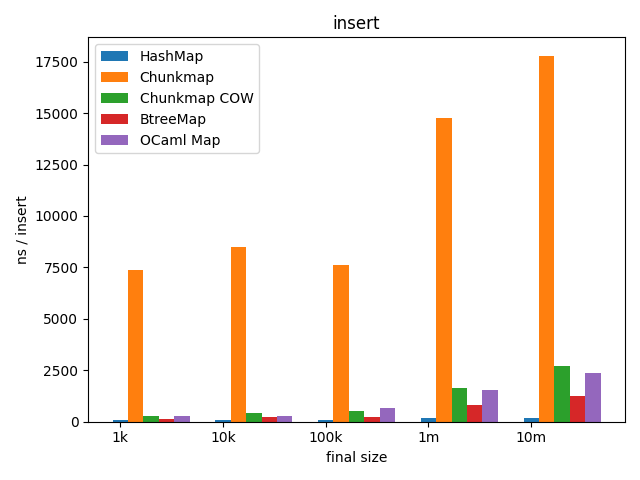 insert
HashMap
Chunkmap
Chunkmap COW
BtreeMap
OCaml Map
ns / insert
17500
15000
12500
10000
7500
5000
2500
0
1k
10k
100k
1m
10m
final size